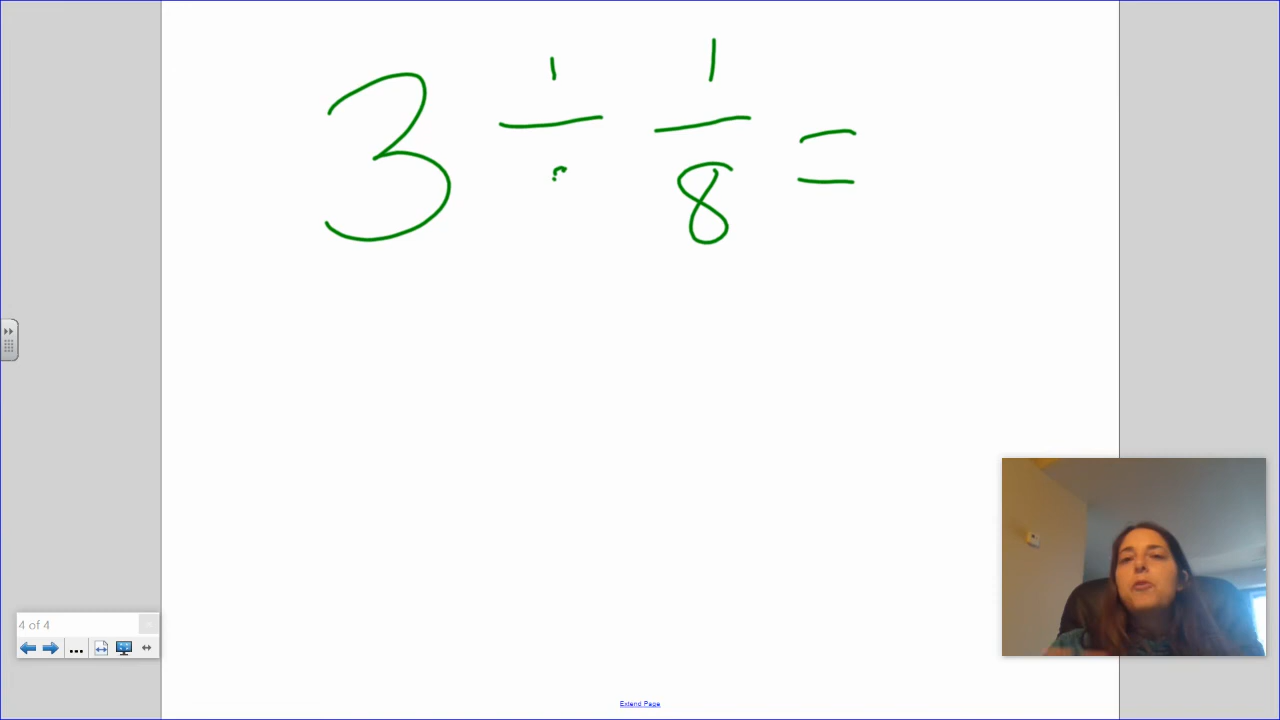 3 ÷ 1/8 =
4 of 4
...
Extend Page